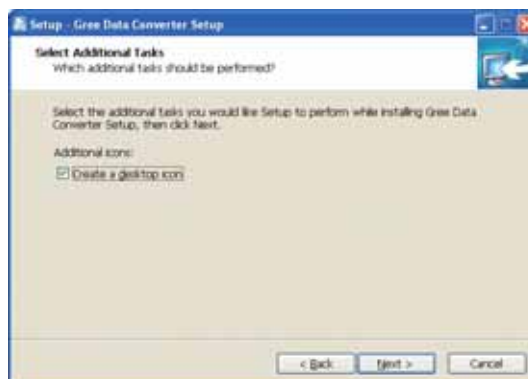 Setup - Gree Data Converter Setup
Select Additional Tasks
Which additional tasks should be performed?
Select the additional tasks you would like Setup to perform while installing Gree Data
Converter Setup, then click Next.
Additional icons:
Create a desktop icon
< Back
Next >
Cancel